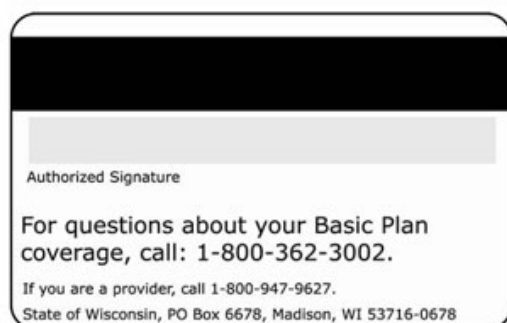 Authorized Signature
For questions about your Basic Plan
coverage, call: 1-800-362-3002.
If you are a provider, call 1-800-947-9627.
State of Wisconsin, PO Box 6678, Madison, WI 53716-0678